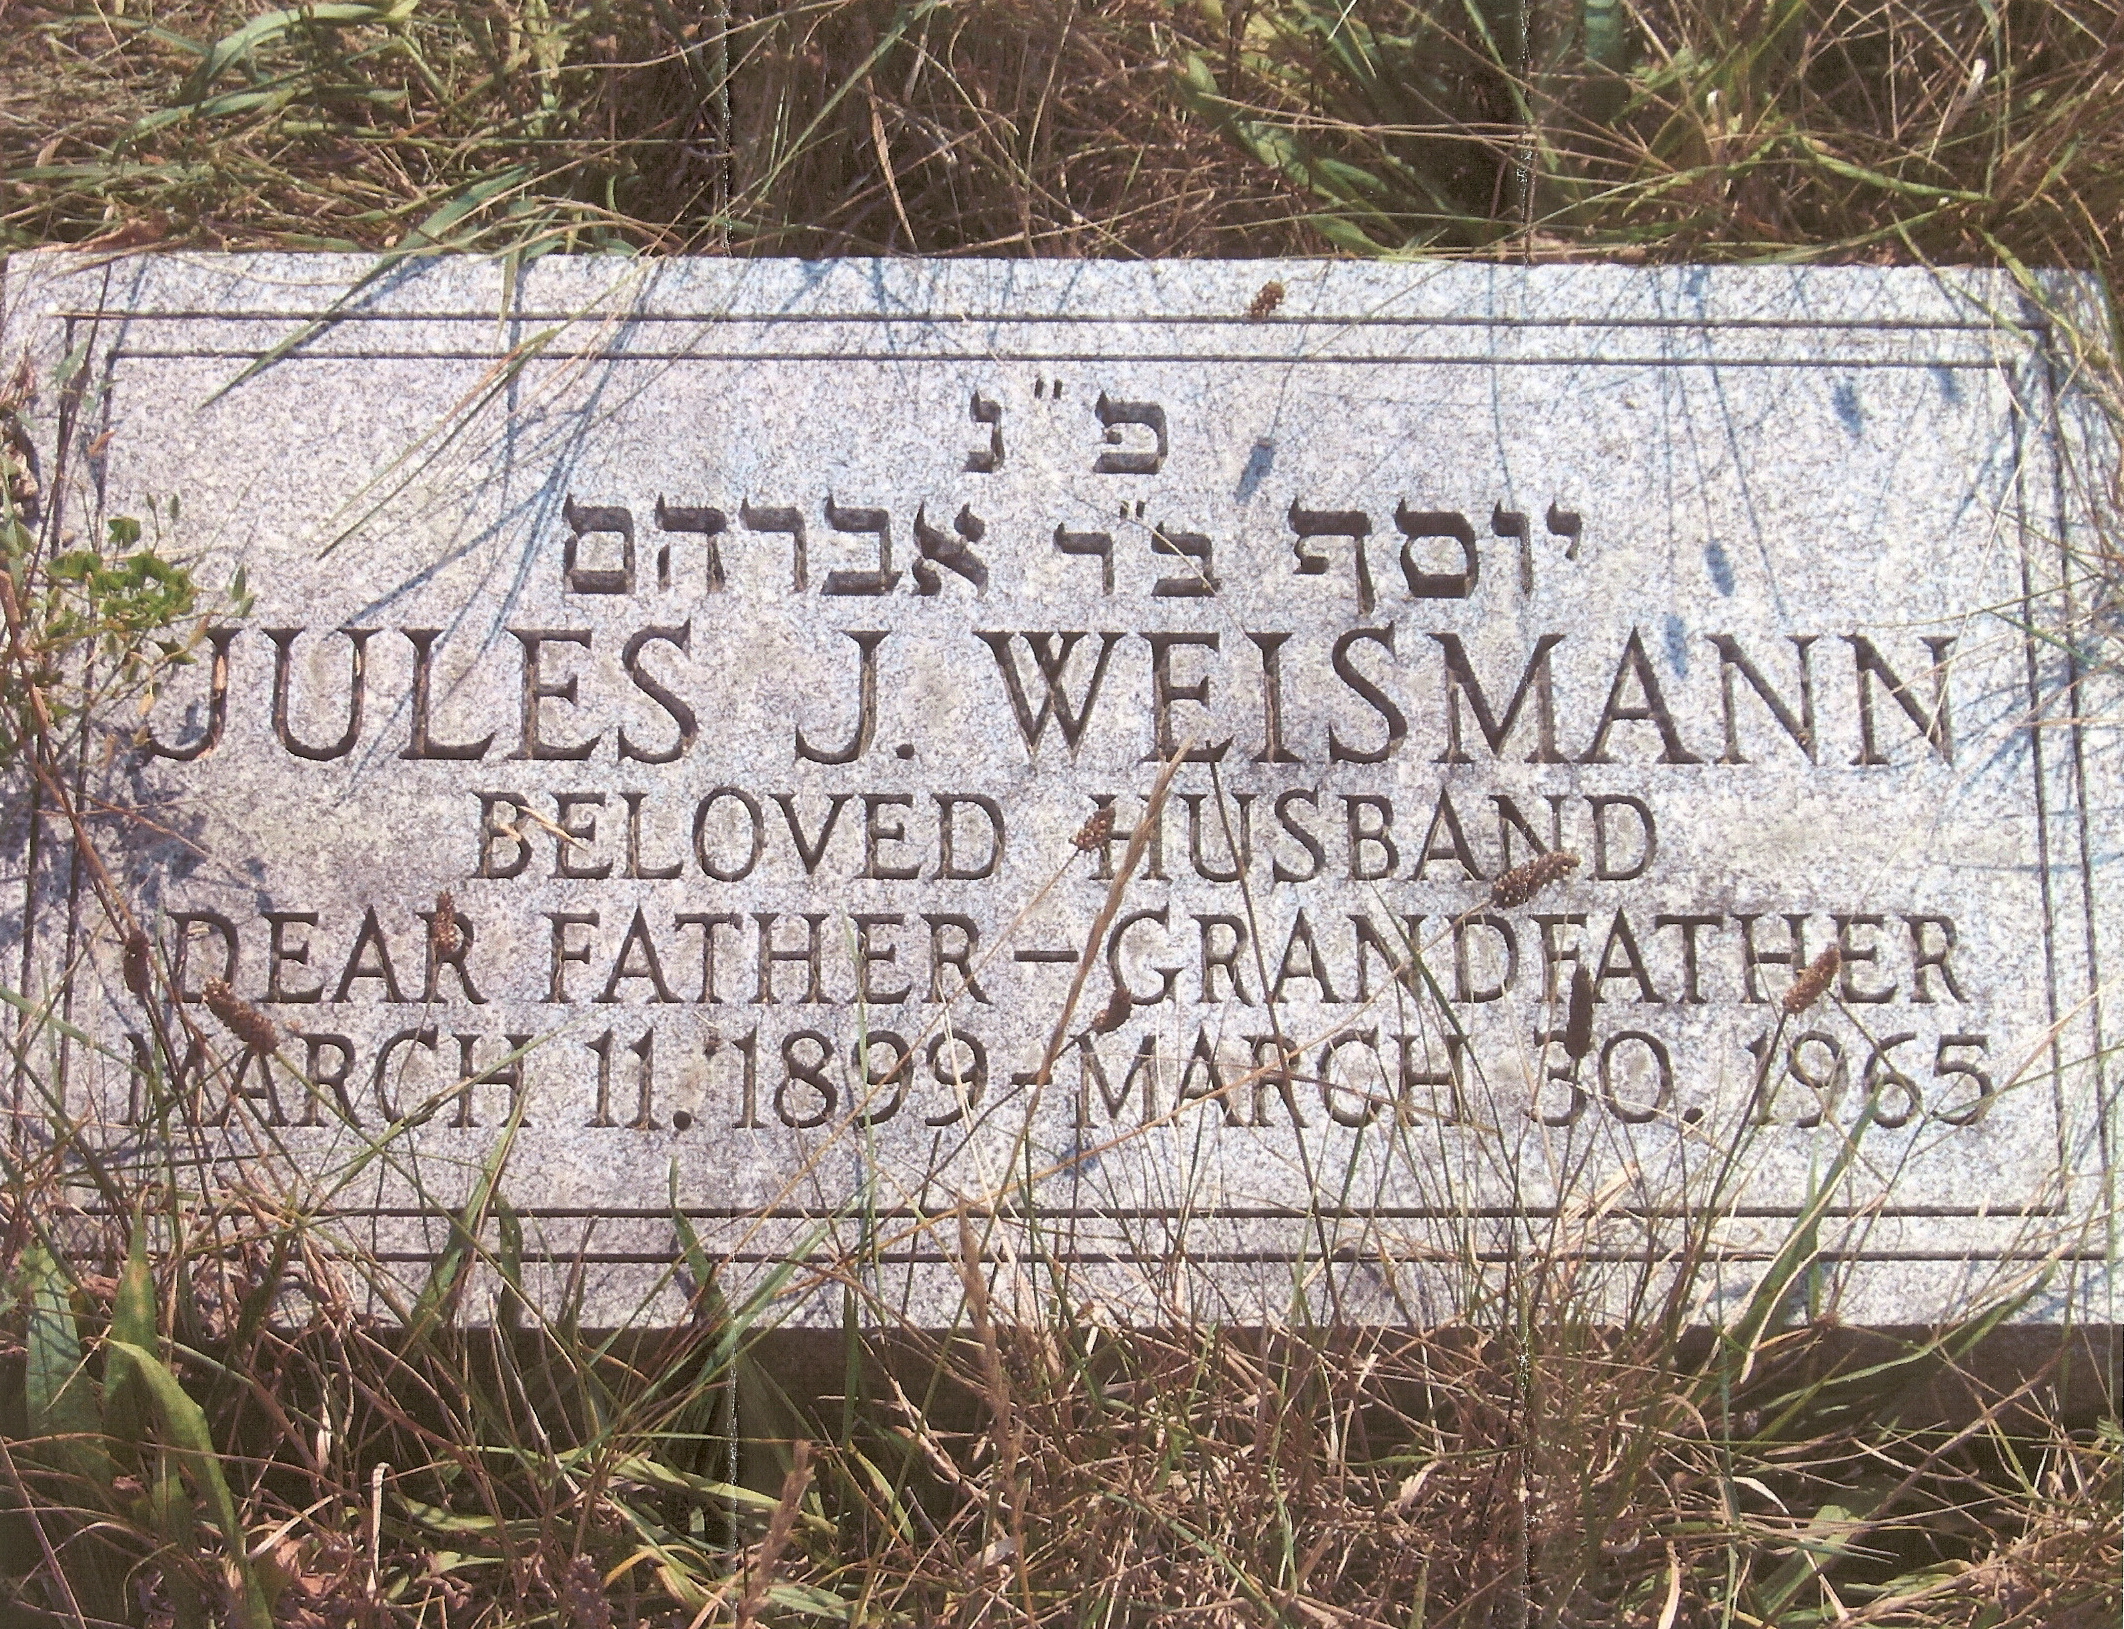 פ"נ
יוסף ב"ר אברהם
JULES J. WEISMANN
BELOVED HUSBAND
DEAR FATHER - GRANDFATHER
MARCH 11. 1899 - MARCH 30. 1965